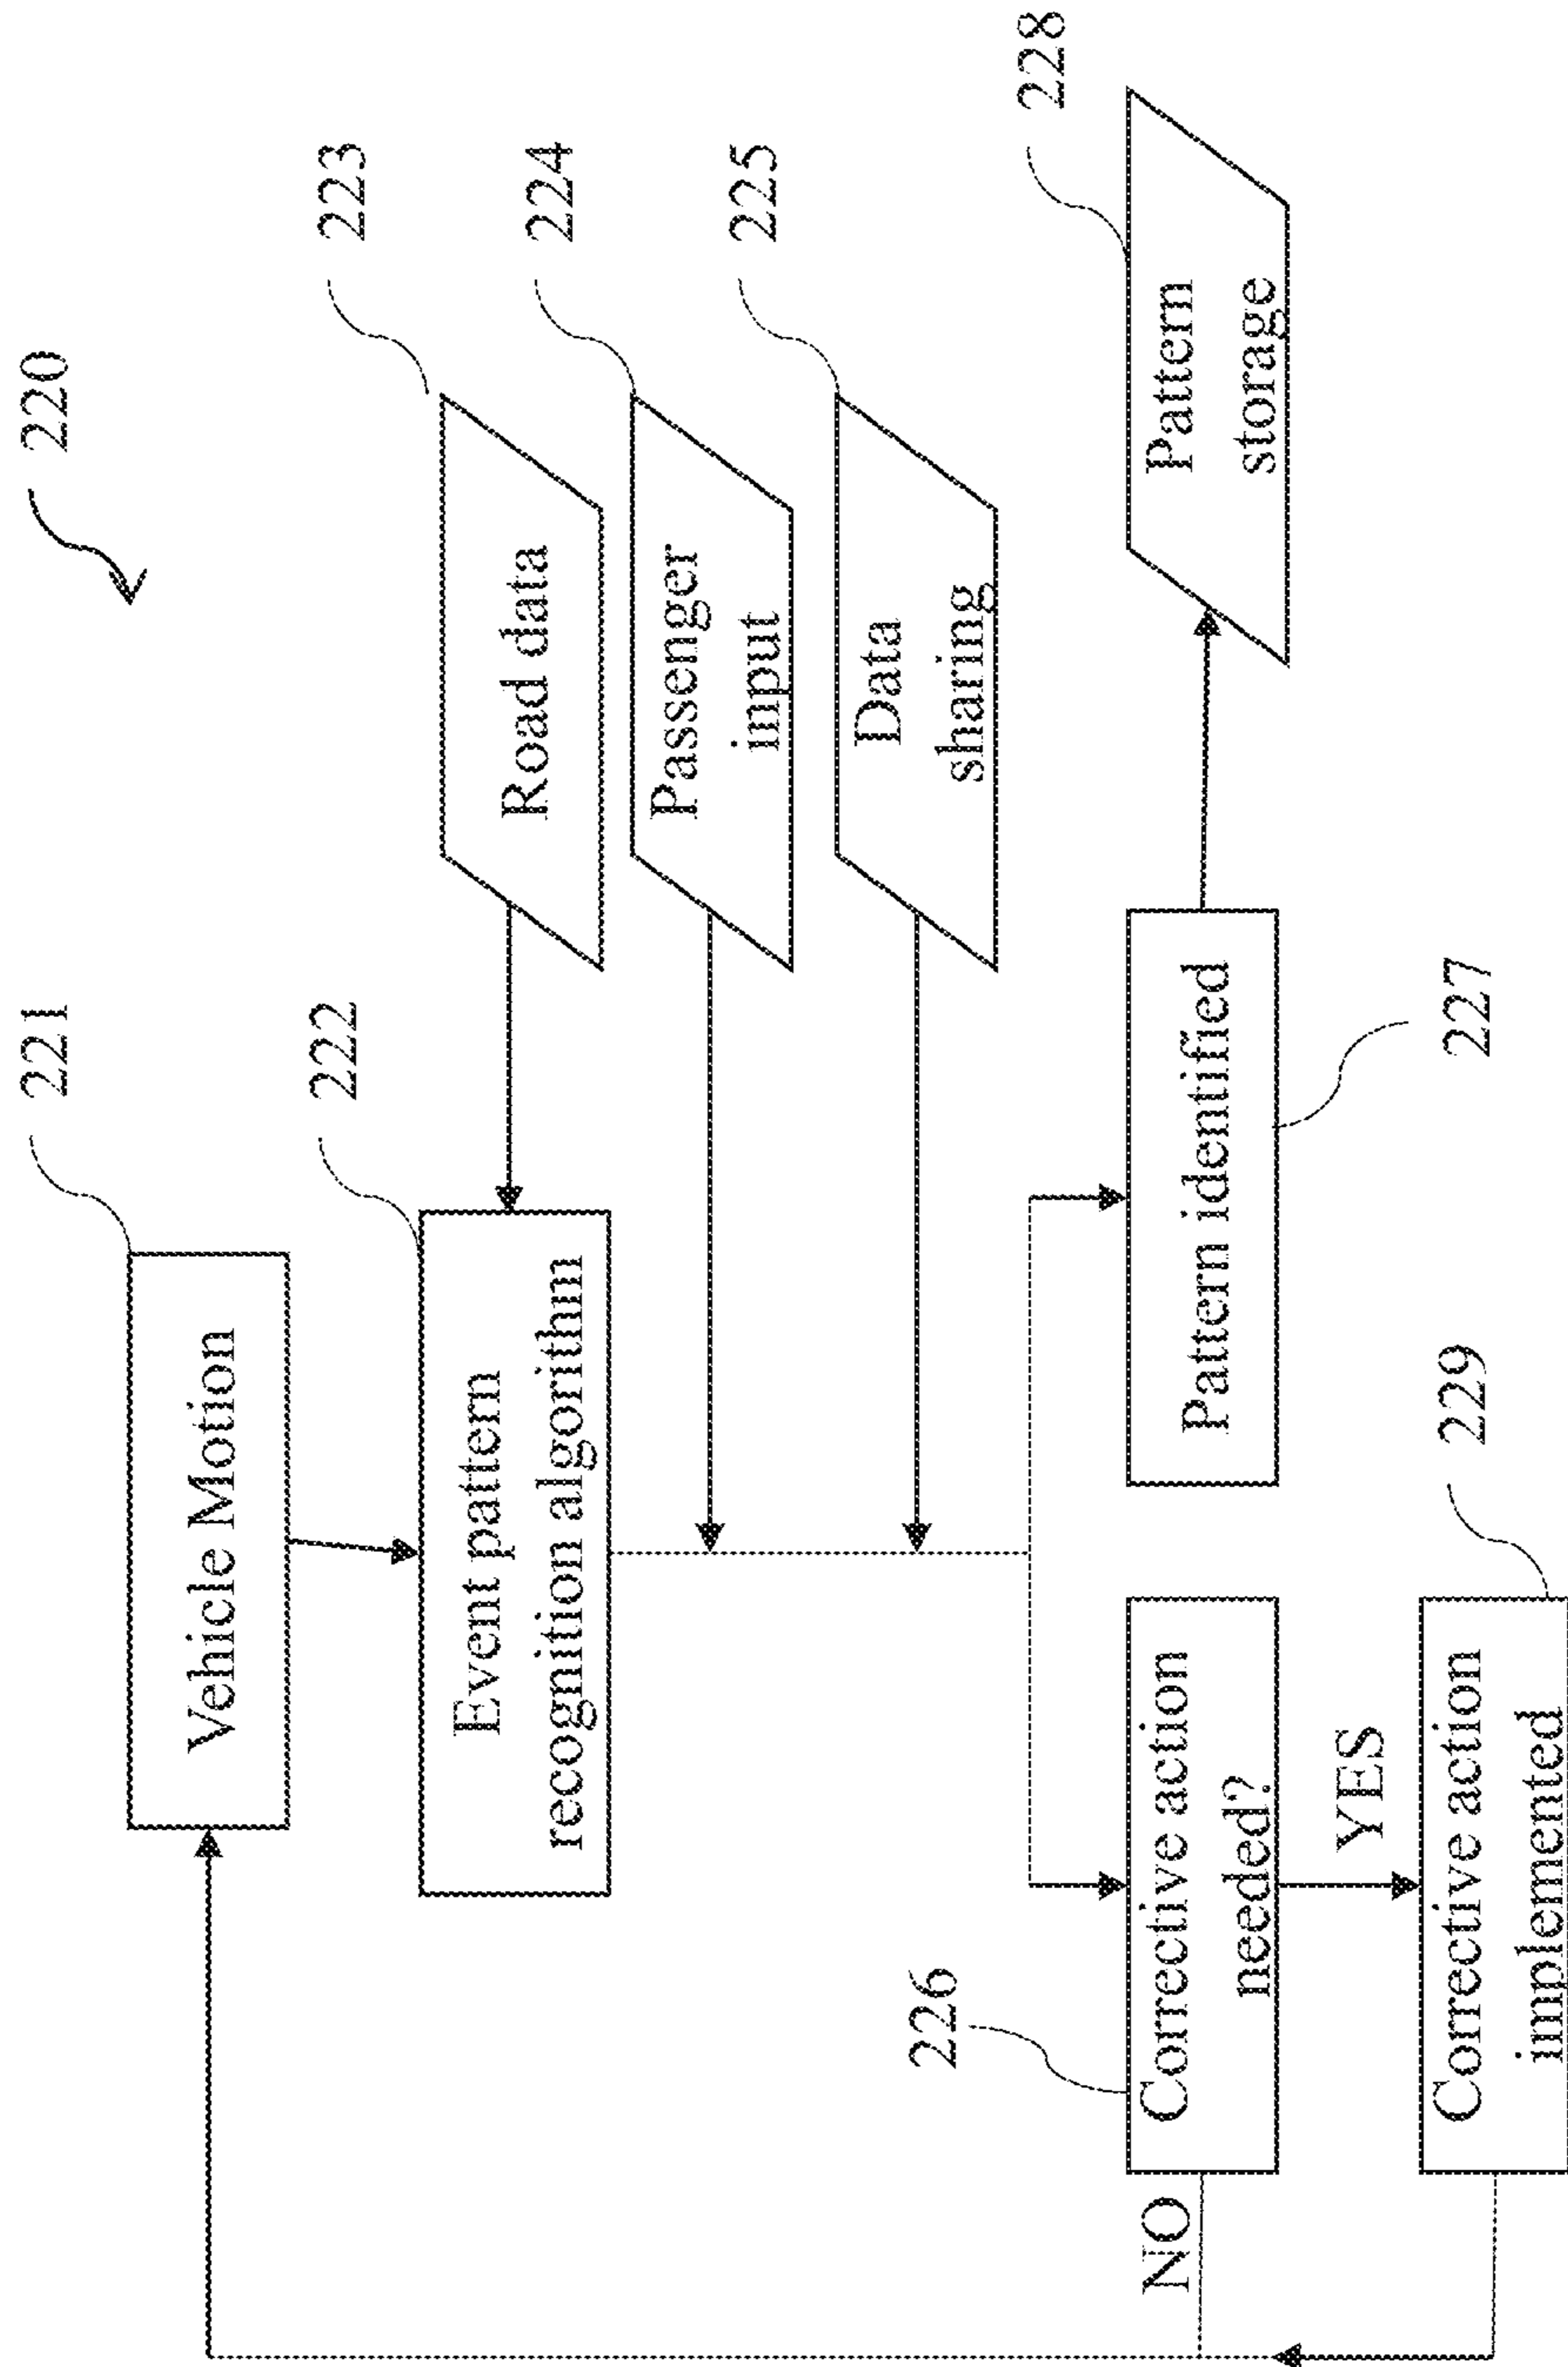 220
221
Vehicle Motion
222
Event pattern
recognition algorithm
223
Road data
224
Passenger
input
225
Data
sharing
226
Corrective action
needed?
NO
YES
227
Pattern identified
228
Pattern
storage
229
Corrective action
implemented